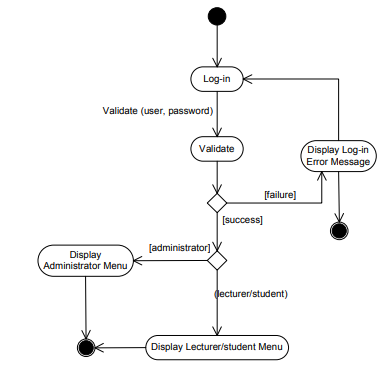 Log-in
Validate (user, password)
Validate
Display Log-in
Error Message
[failure]
[success]
[administrator]
Display
Administrator Menu
(lecturer/student)
Display Lecturer/student Menu